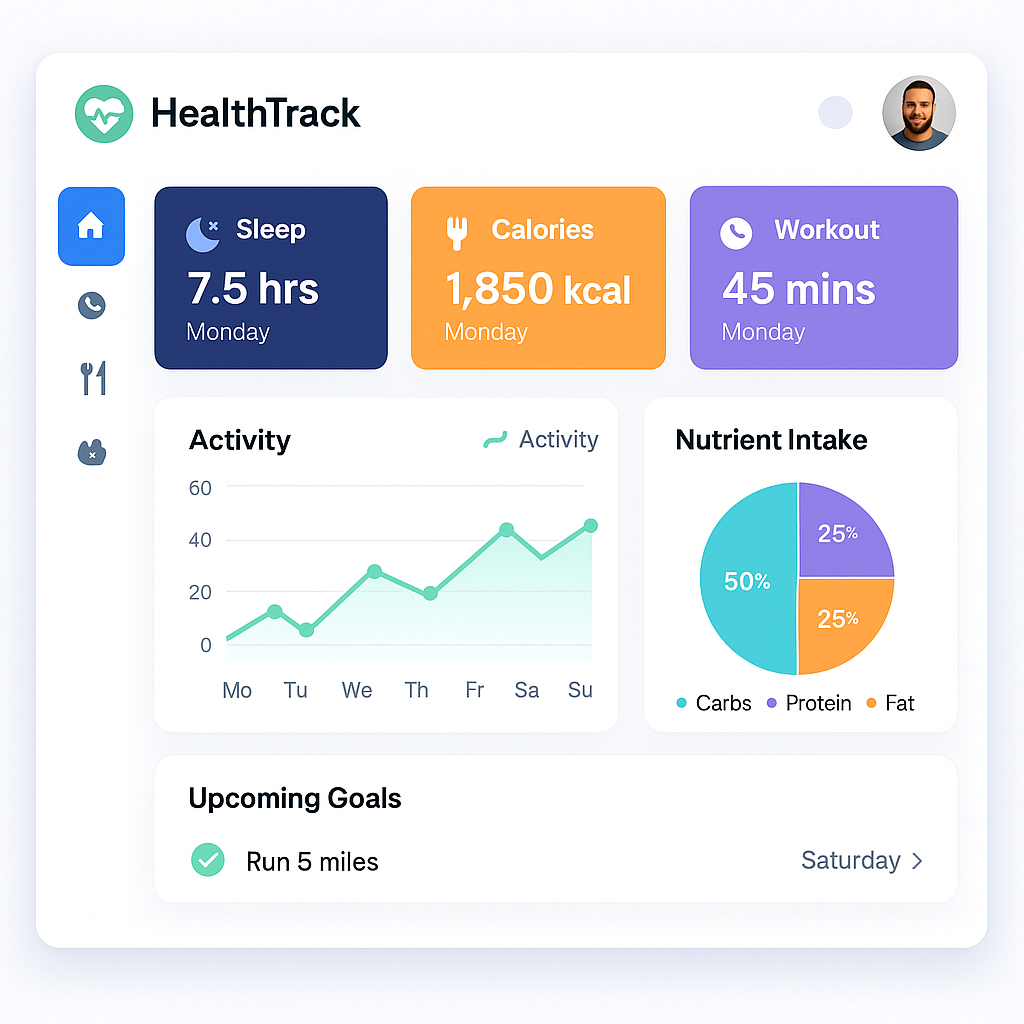 HealthTrack
Sleep
7.5 hrs
Monday
Calories
1,850 kcal
Monday
Workout
45 mins
Monday
Activity
Activity
60
40
20
0
Mo Tu We Th Fr Sa Su
Nutrient Intake
25%
50%
25%
Carbs Protein Fat
Upcoming Goals
Run 5 miles
Saturday